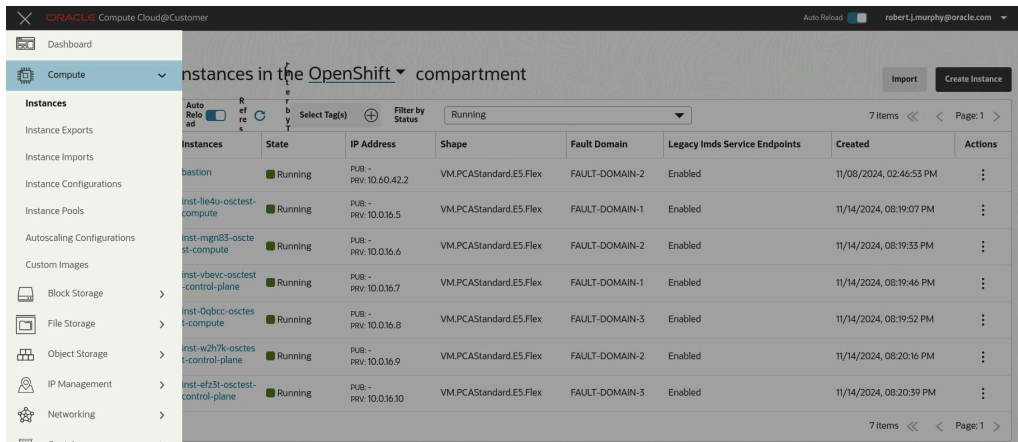 ORACLE Compute Cloud@Customer
Auto Reload
robert.j.murphy@oracle.com
Dashboard
Compute
Instances
Instance Exports
Instance Imports
Instance Configurations
Instance Pools
Autoscaling Configurations
Custom Images
Block Storage
File Storage
Object Storage
IP Management
Networking
nstances in the OpenShift compartment
Import
Create Instance
Auto
Relo
ad
R
ef
re
s
e
r
b
y
T
Select Tag(s)
Filter by
Status
Running
7 items
Page: 1
Instances State IP Address Shape Fault Domain Legacy Imds Service Endpoints Created Actions
bastion Running PUB: - VM.PCAStandard.E5.Flex FAULT-DOMAIN-2 Enabled 11/08/2024, 02:46:53 PM
PRV: 10.60.42.2
inst-lie4u-osctest- Running PUB: - VM.PCAStandard.E5.Flex FAULT-DOMAIN-1 Enabled 11/14/2024, 08:19:07 PM
compute PRV: 10.0.16.5
inst-mgn83-oscte Running PUB: - VM.PCAStandard.E5.Flex FAULT-DOMAIN-2 Enabled 11/14/2024, 08:19:33 PM
st-compute PRV: 10.0.16.6
inst-vbevc-osctest Running PUB: - VM.PCAStandard.E5.Flex FAULT-DOMAIN-1 Enabled 11/14/2024, 08:19:46 PM
-control-plane PRV: 10.0.16.7
inst-0qbcc-osctes Running PUB: - VM.PCAStandard.E5.Flex FAULT-DOMAIN-3 Enabled 11/14/2024, 08:19:52 PM
t-compute PRV: 10.0.16.8
inst-w2h7k-osctes Running PUB: - VM.PCAStandard.E5.Flex FAULT-DOMAIN-2 Enabled 11/14/2024, 08:20:16 PM
t-control-plane PRV: 10.0.16.9
inst-efz3t-osctest- Running PUB: - VM.PCAStandard.E5.Flex FAULT-DOMAIN-3 Enabled 11/14/2024, 08:20:39 PM
control-plane PRV: 10.0.16.10
7 items
Page: 1